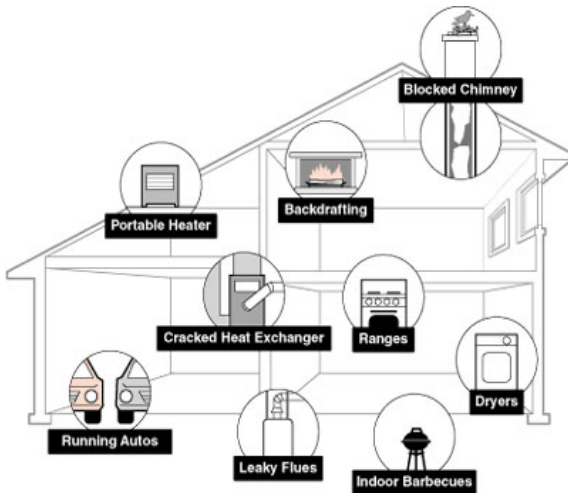 Blocked Chimney
Portable Heater
Backdrafting
Cracked Heat Exchanger
Ranges
Dryers
Running Autos
Leaky Flues
Indoor Barbecues